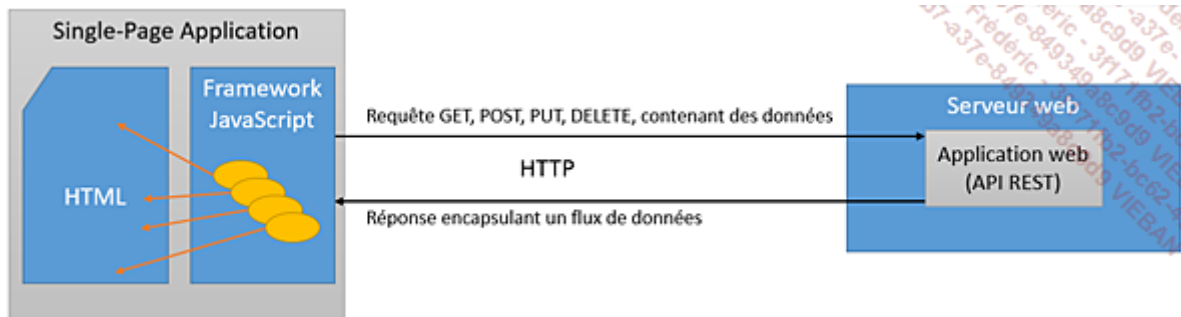 Single-Page Application
HTML
Framework
JavaScript
Requête GET, POST, PUT, DELETE, contenant des données
HTTP
Réponse encapsulant un flux de données
Serveur web
Application web
(API REST)